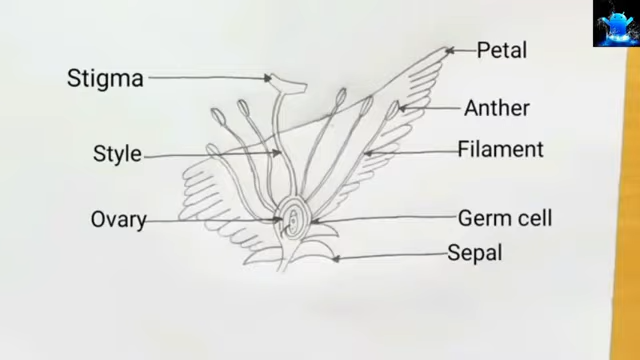 Petal
Stigma
Anther
Style
Filament
Ovary
Germ cell
Sepal